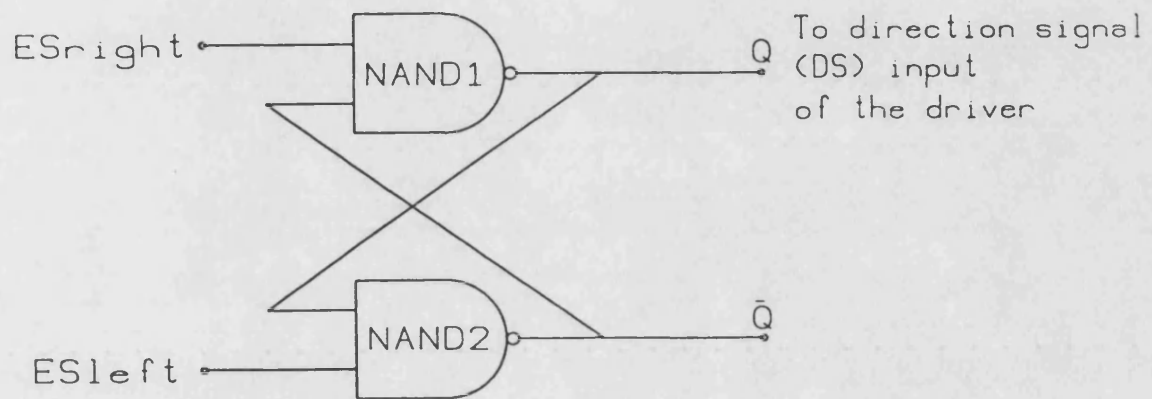 ESright
NAND1
Q
To direction signal
(DS) input
of the driver
NAND2
Q̄
ESleft